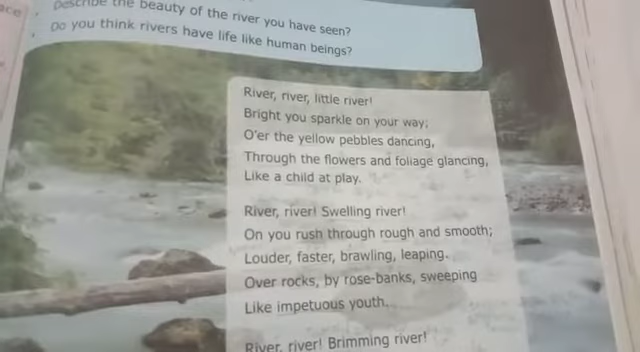 Describe the beauty of the river you have seen?
Do you think rivers have life like human beings?
River, river, little river!
Bright you sparkle on your way;
O'er the yellow pebbles dancing,
Through the flowers and foliage glancing,
Like a child at play.
River, river! Swelling river!
On you rush through rough and smooth;
Louder, faster, brawling, leaping.
Over rocks, by rose-banks, sweeping
Like impetuous youth.
River, river! Brimming river!